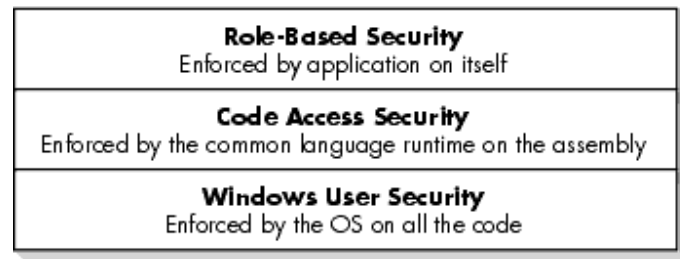 Role-Based Security
Enforced by application on itself
Code Access Security
Enforced by the common language runtime on the assembly
Windows User Security
Enforced by the OS on all the code